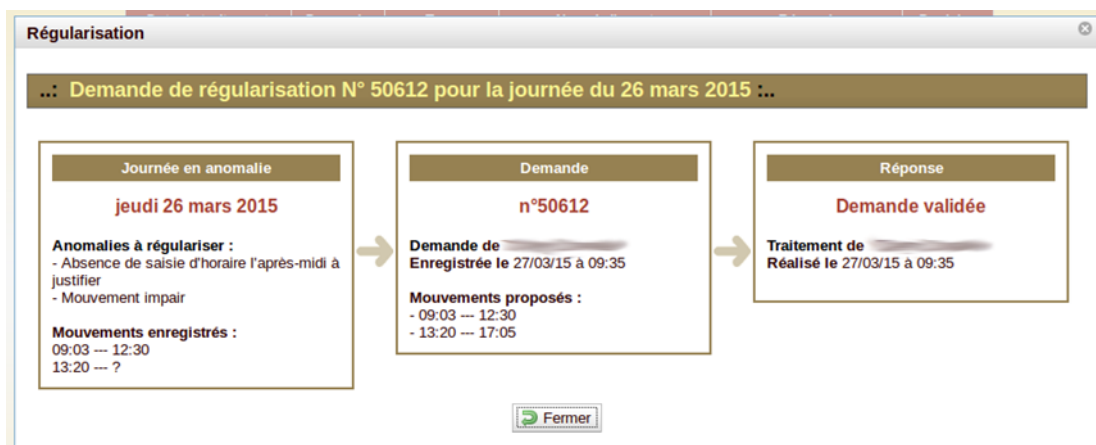 Régularisation
..: Demande de régularisation N° 50612 pour la journée du 26 mars 2015 :..
Journée en anomalie
jeudi 26 mars 2015
Anomalies à régulariser :
- Absence de saisie d'horaire l'après-midi à
justifier
- Mouvement impair
Mouvements enregistrés :
09:03 --- 12:30
13:20 --- ?
Demande
n°50612
Demande de
Enregistrée le 27/03/15 à 09:35
Mouvements proposés :
- 09:03 --- 12:30
- 13:20 --- 17:05
Réponse
Demande validée
Traitement de
Réalisé le 27/03/15 à 09:35
Fermer